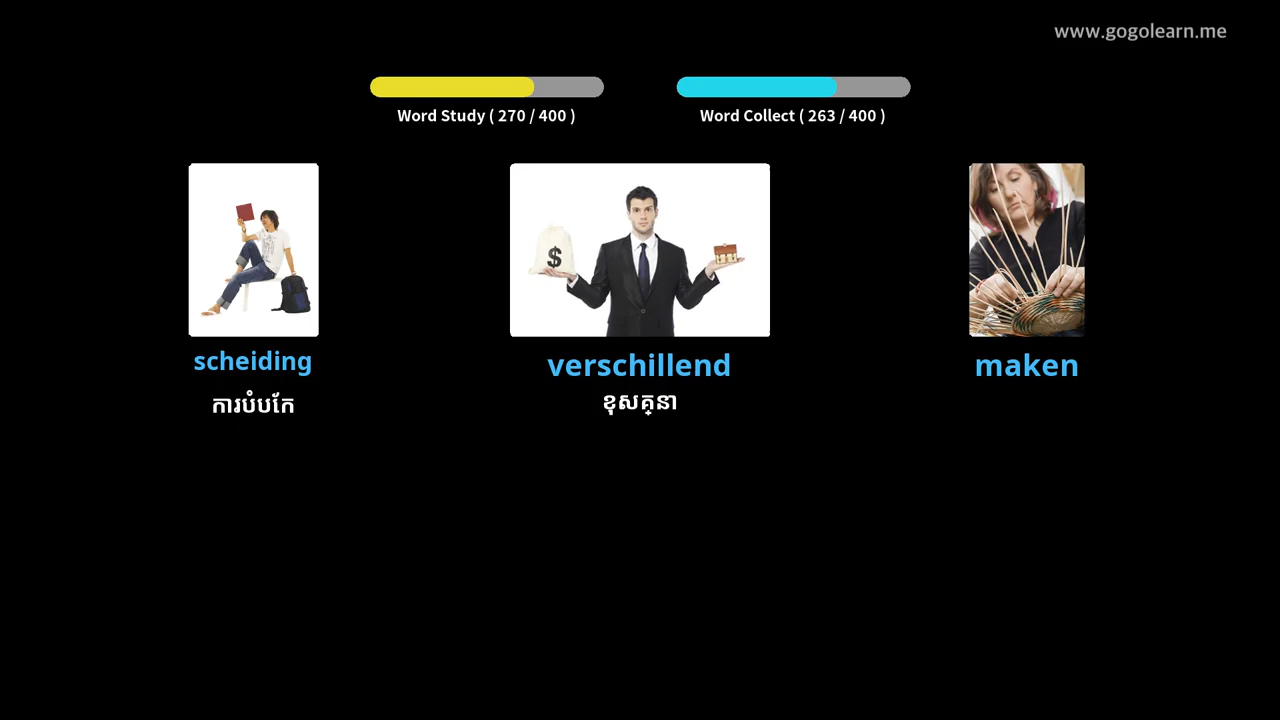 www.gogolearn.me
Word Study ( 270 / 400 )
Word Collect ( 263 / 400 )
$
scheiding
verschillend
maken
ការបំបកែ
ខុសគ្នា